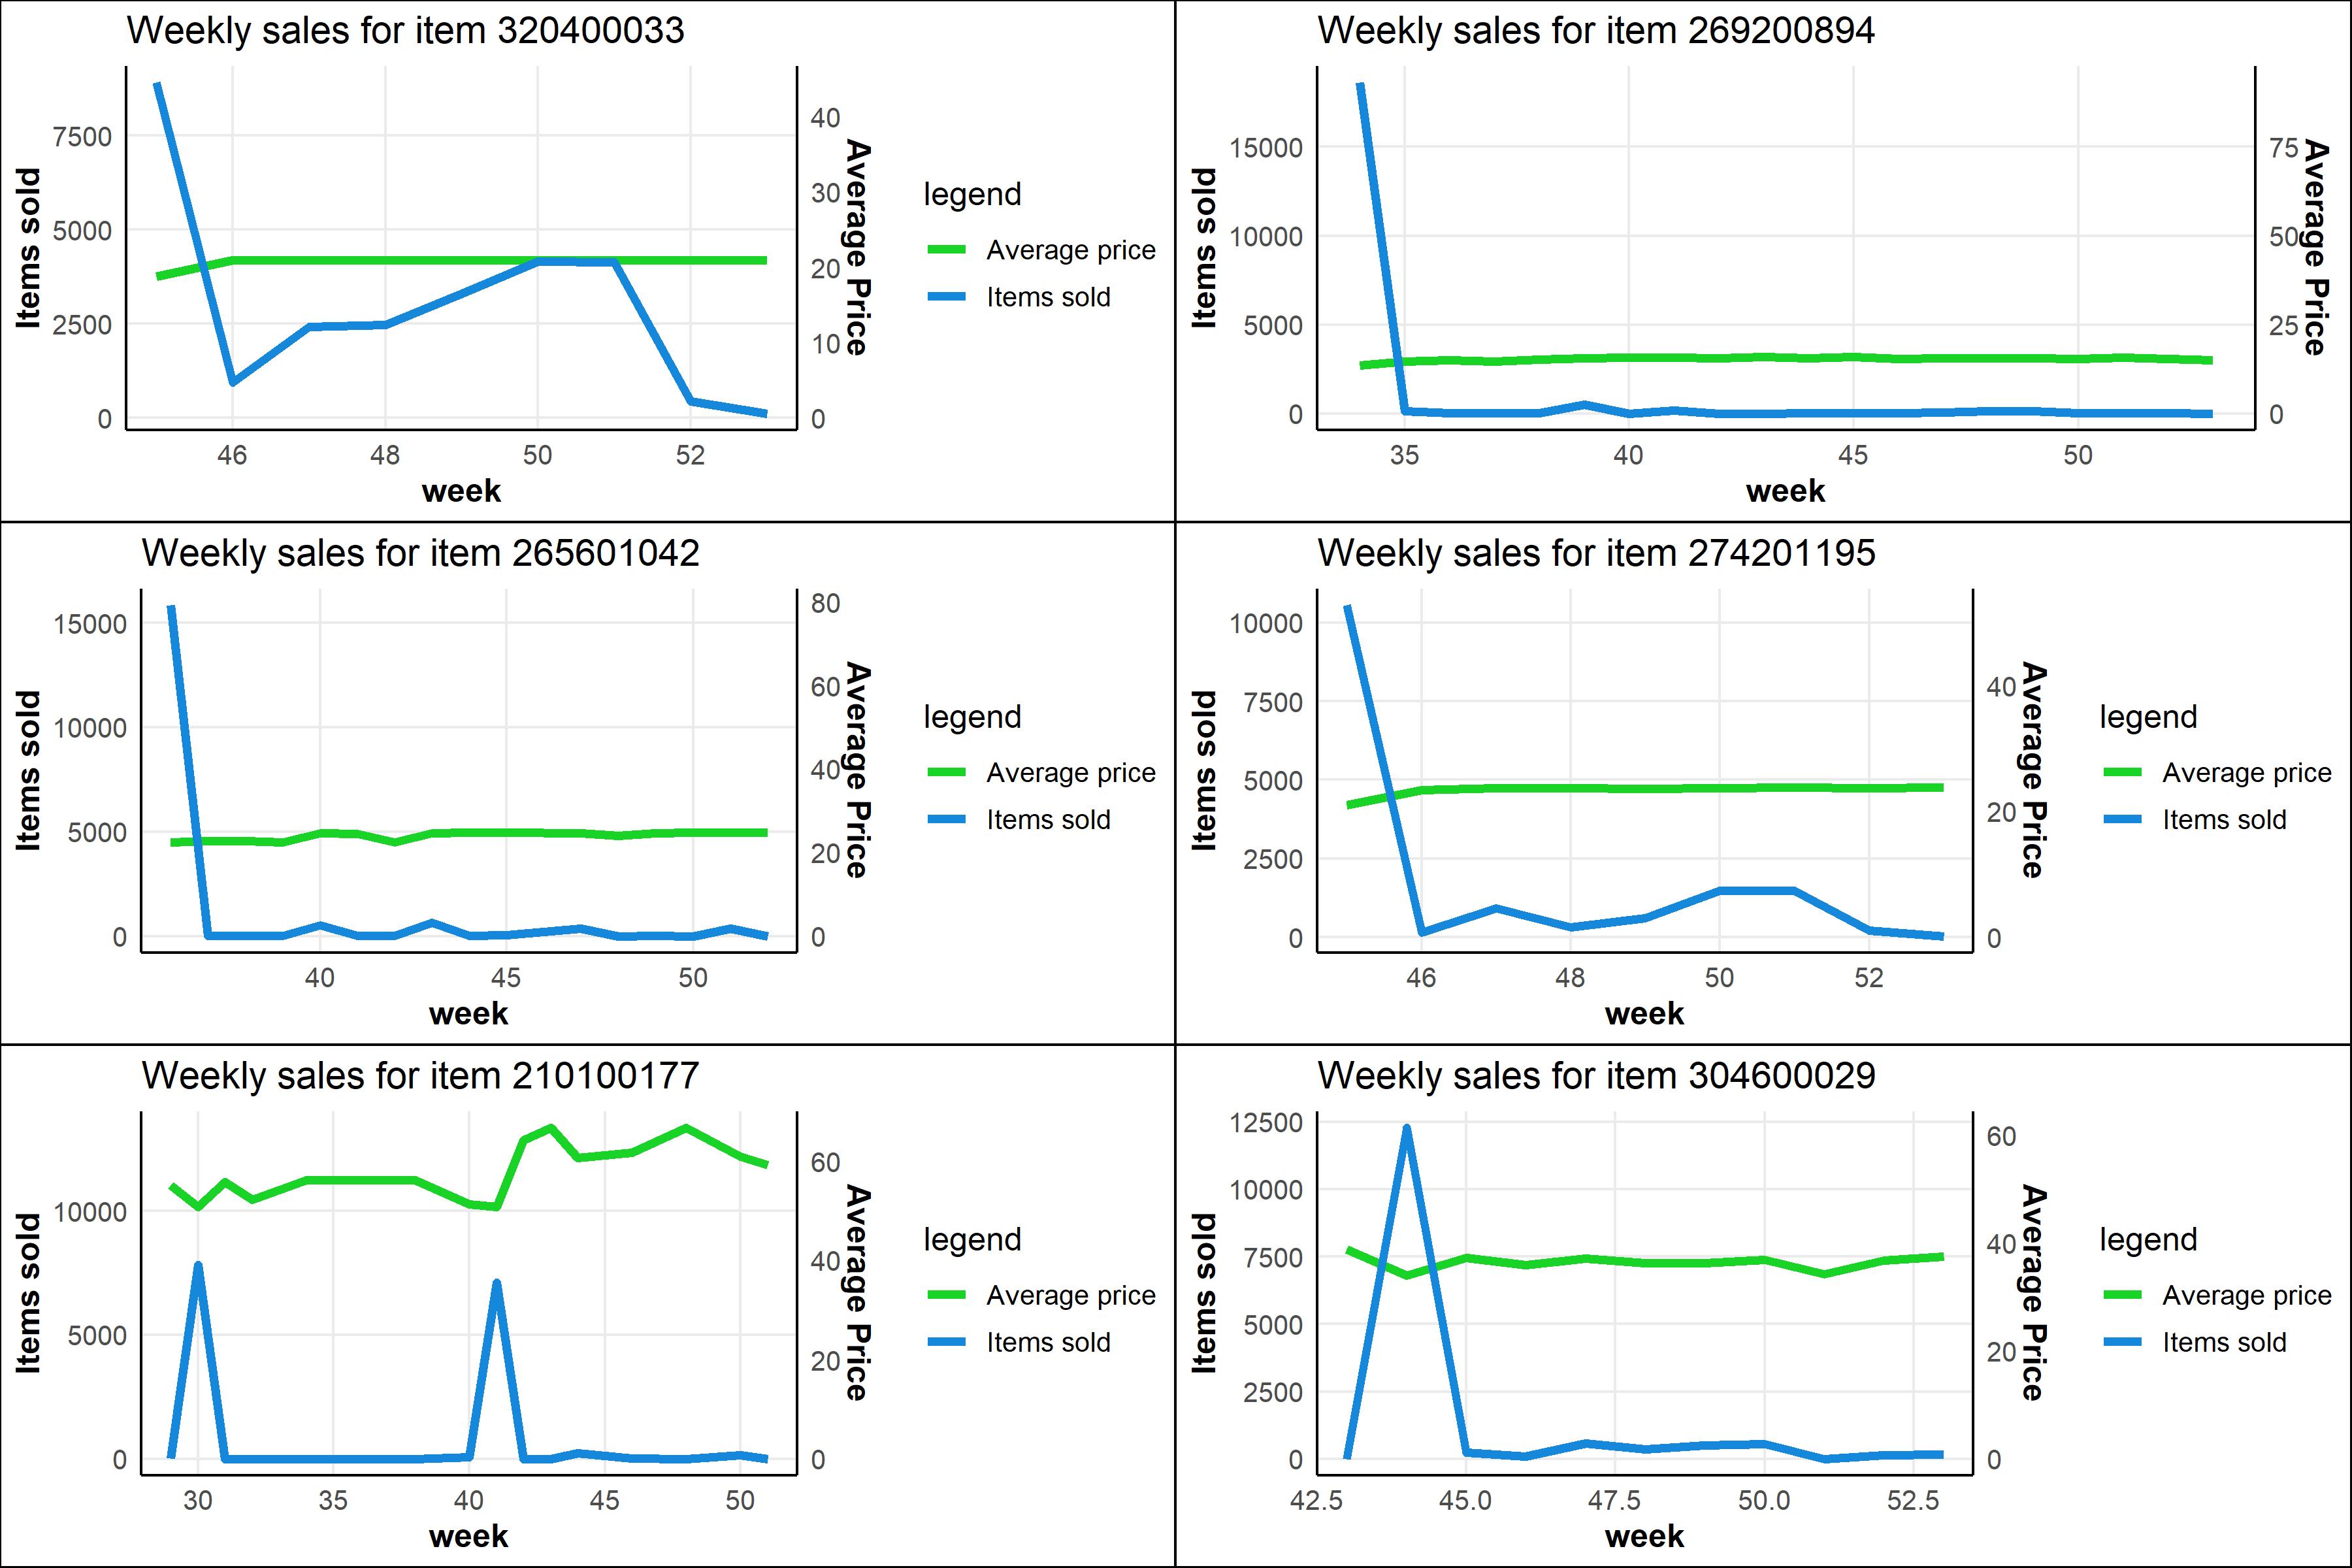 Weekly sales for item 320400033
Items sold
7500
5000
2500
0
40
30
20
10
0
Average Price
46 48 50 52
week
legend
Average price
Items sold
Weekly sales for item 269200894
Items sold
15000
10000
5000
0
75
50
25
0
Average Price
35 40 45 50
week
Weekly sales for item 265601042
Items sold
15000
10000
5000
0
80
60
40
20
0
Average Price
40 45 50
week
legend
Average price
Items sold
Weekly sales for item 274201195
Items sold
10000
7500
5000
2500
0
40
20
0
Average Price
46 48 50 52
week
legend
Average price
Items sold
Weekly sales for item 210100177
Items sold
10000
5000
0
60
40
20
0
Average Price
30 35 40 45 50
week
legend
Average price
Items sold
Weekly sales for item 304600029
Items sold
12500
10000
7500
5000
2500
0
60
40
20
0
Average Price
42.5 45.0 47.5 50.0 52.5
week
legend
Average price
Items sold